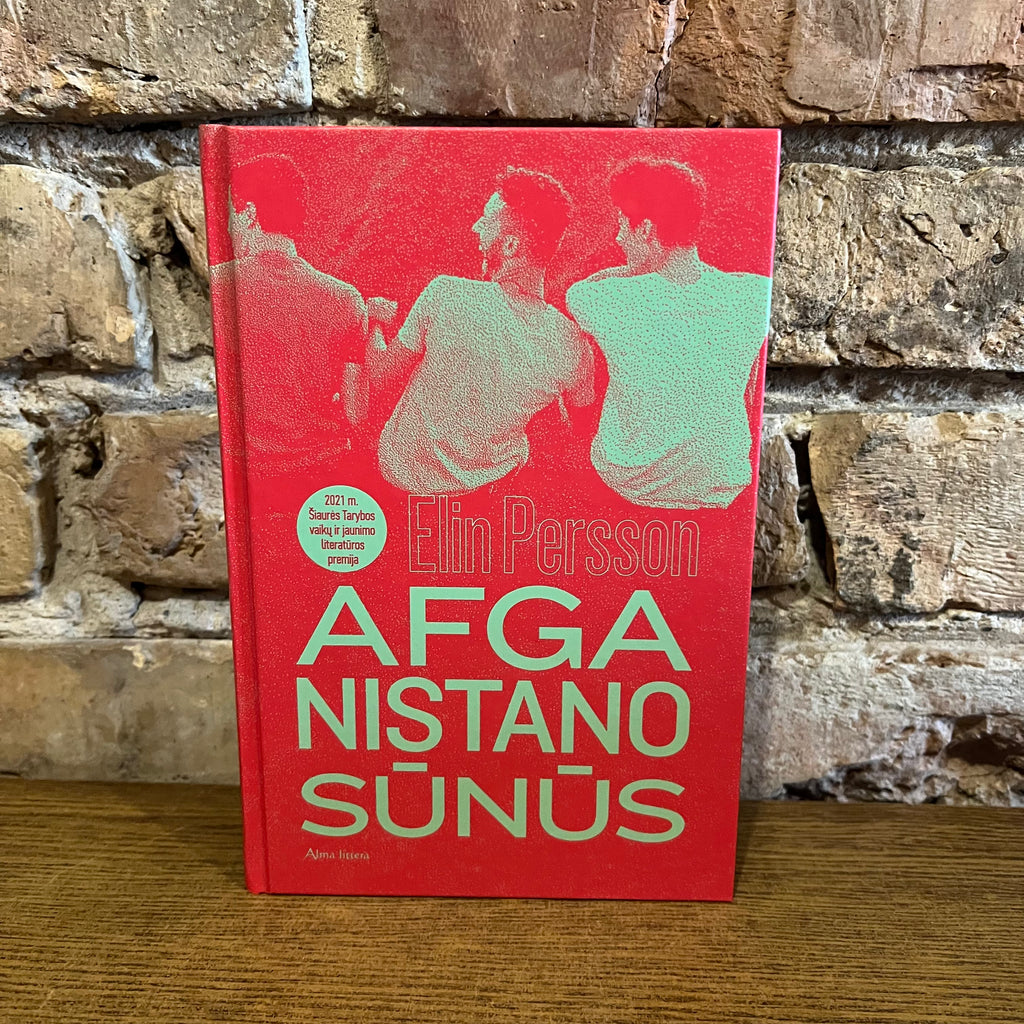 2021 m.
Šiaurės Tarybos
vaikų ir jaunimo
literatūros
premija
Elin Persson
AFGA
NISTANO
SŪNŪS
Alma littera